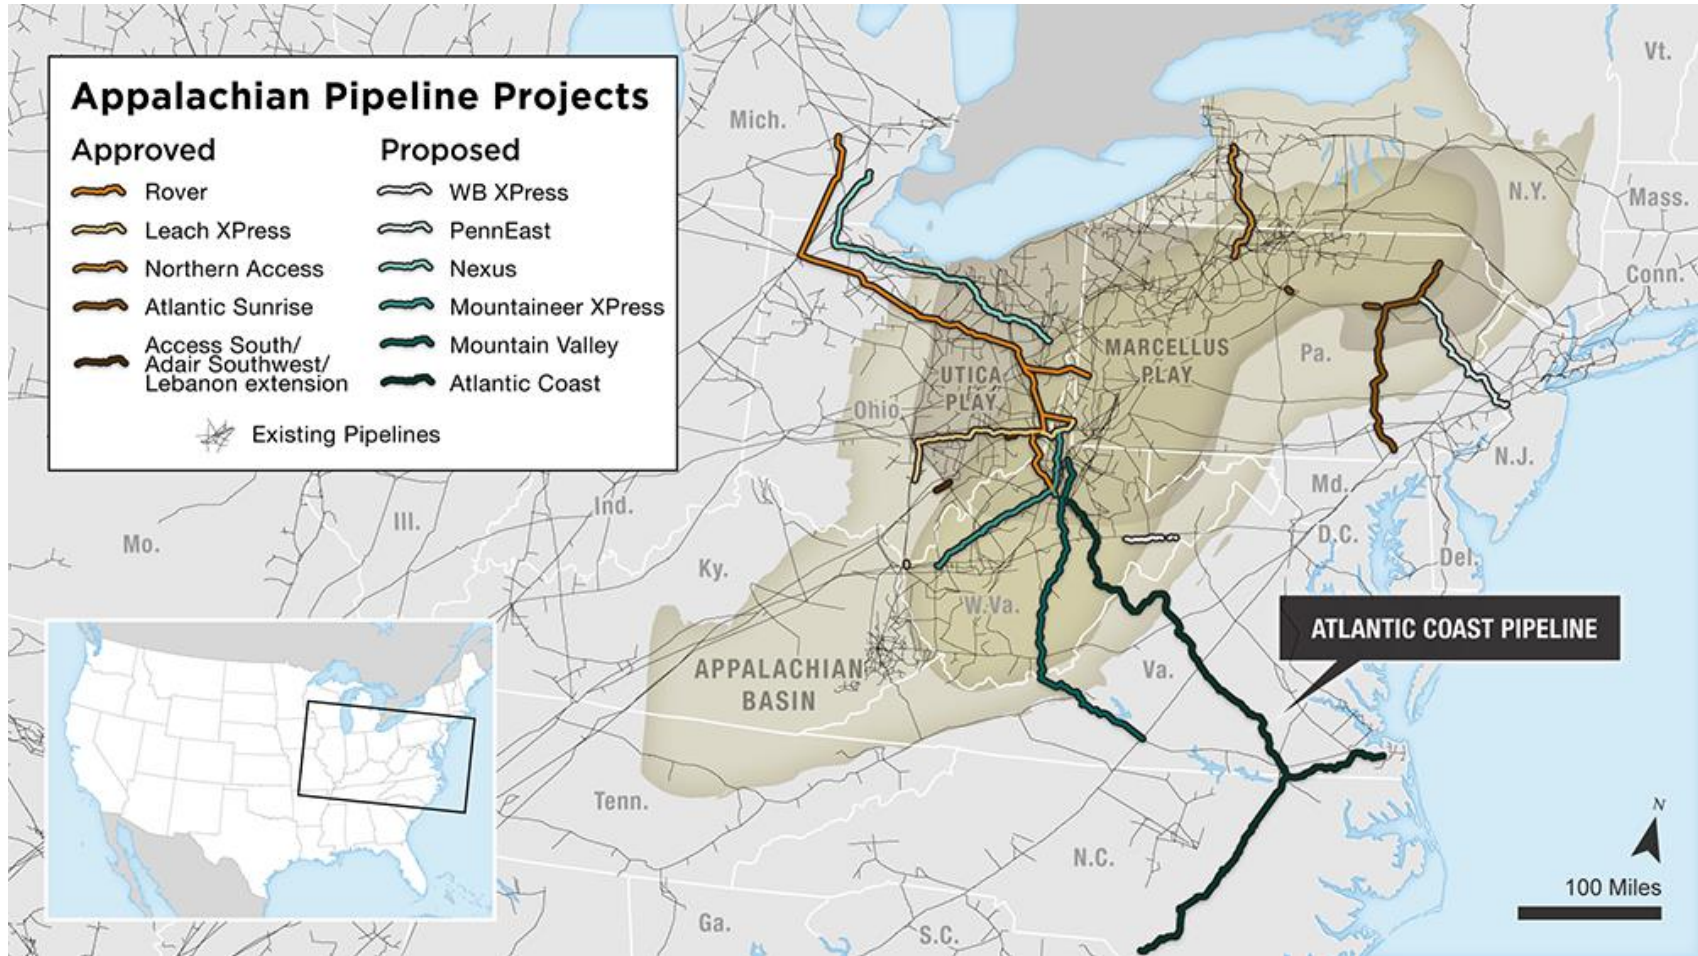 Appalachian Pipeline Projects
Approved
Rover
Leach XPress
Northern Access
Atlantic Sunrise
Access South/
Adair Southwest/
Lebanon extension
Proposed
WB XPress
PennEast
Nexus
Mountaineer XPress
Mountain Valley
Atlantic Coast
Existing Pipelines
Mich.
Vt.
N.Y.
Mass.
Conn.
MARCELLUS
PLAY
Pa.
UTICA
PLAY
Ohio
N.J.
Md.
Ind.
Ill.
Mo.
D.C.
Del.
Ky.
W.Va.
ATLANTIC COAST PIPELINE
APPALACHIAN
BASIN
Va.
Tenn.
N.C.
Ga.
S.C.
N
100 Miles